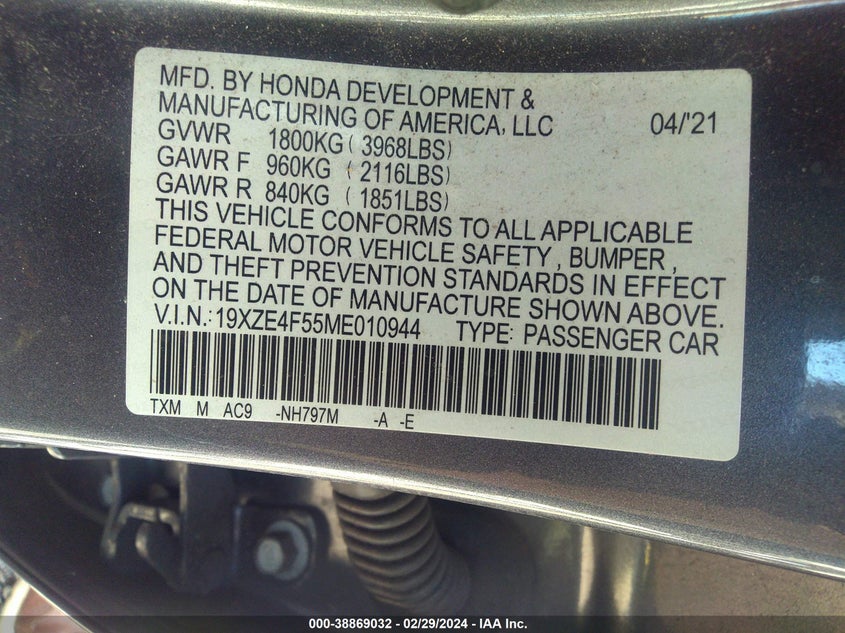 MFD. BY HONDA DEVELOPMENT &
MANUFACTURING OF AMERICA, LLC 04/'21
GVWR 1800KG ( 3968LBS)
GAWR F 960KG ( 2116LBS)
GAWR R 840KG ( 1851LBS)
THIS VEHICLE CONFORMS TO ALL APPLICABLE
FEDERAL MOTOR VEHICLE SAFETY , BUMPER ,
AND THEFT PREVENTION STANDARDS IN EFFECT
ON THE DATE OF MANUFACTURE SHOWN ABOVE.
V.I.N.: 19XZE4F55ME010944 TYPE: PASSENGER CAR
TXM M AC9 -NH797M -A -E
000-38869032 - 02/29/2024 - IAA Inc.